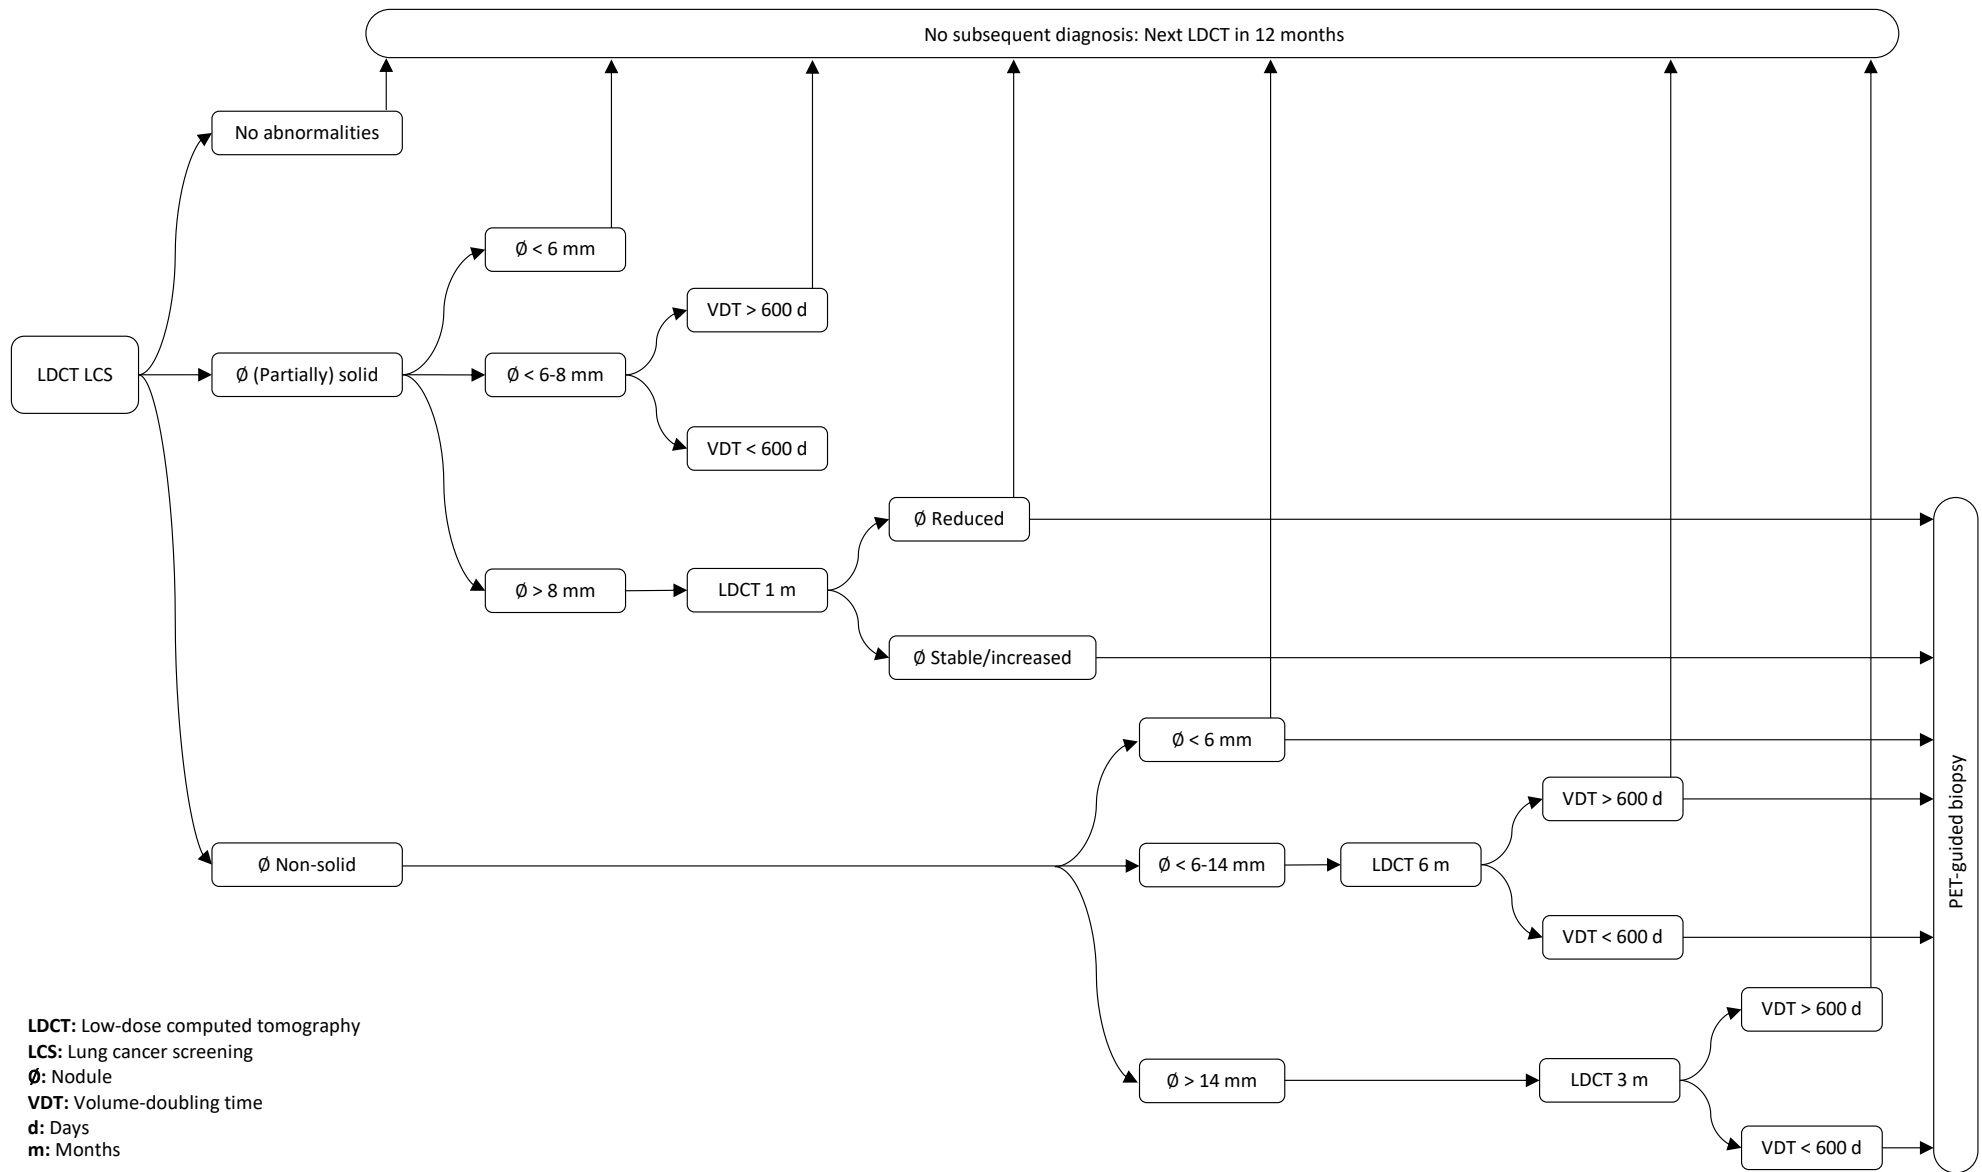 No subsequent diagnosis: Next LDCT in 12 months
No abnormalities
Ø < 6 mm
VDT > 600 d
LDCT LCS
Ø (Partially) solid
Ø < 6-8 mm
VDT < 600 d
Ø Reduced
Ø > 8 mm
LDCT 1 m
Ø Stable/increased
Ø < 6 mm
VDT > 600 d
Ø Non-solid
Ø < 6-14 mm
LDCT 6 m
PET-guided biopsy
VDT < 600 d
VDT > 600 d
Ø > 14 mm
LDCT 3 m
VDT < 600 d
LDCT: Low-dose computed tomography
LCS: Lung cancer screening
Ø: Nodule
VDT: Volume-doubling time
d: Days
m: Months